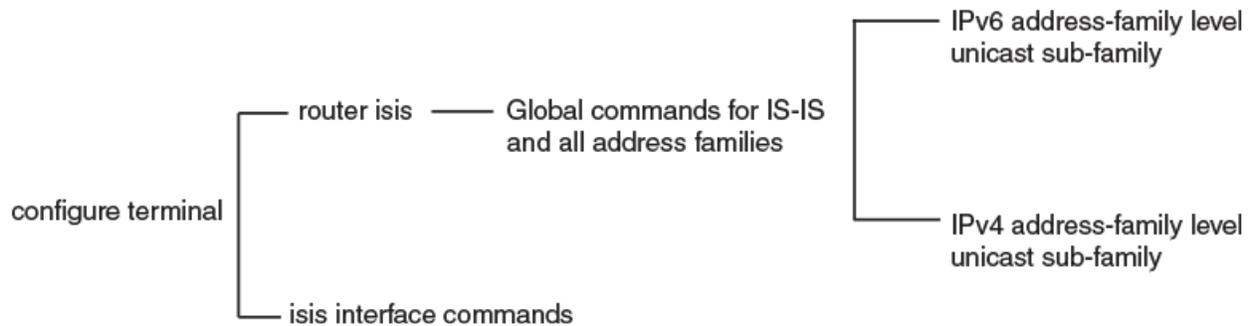 IPv6 address-family level
unicast sub-family
router isis
Global commands for IS-IS
and all address families
configure terminal
IPv4 address-family level
unicast sub-family
isis interface commands